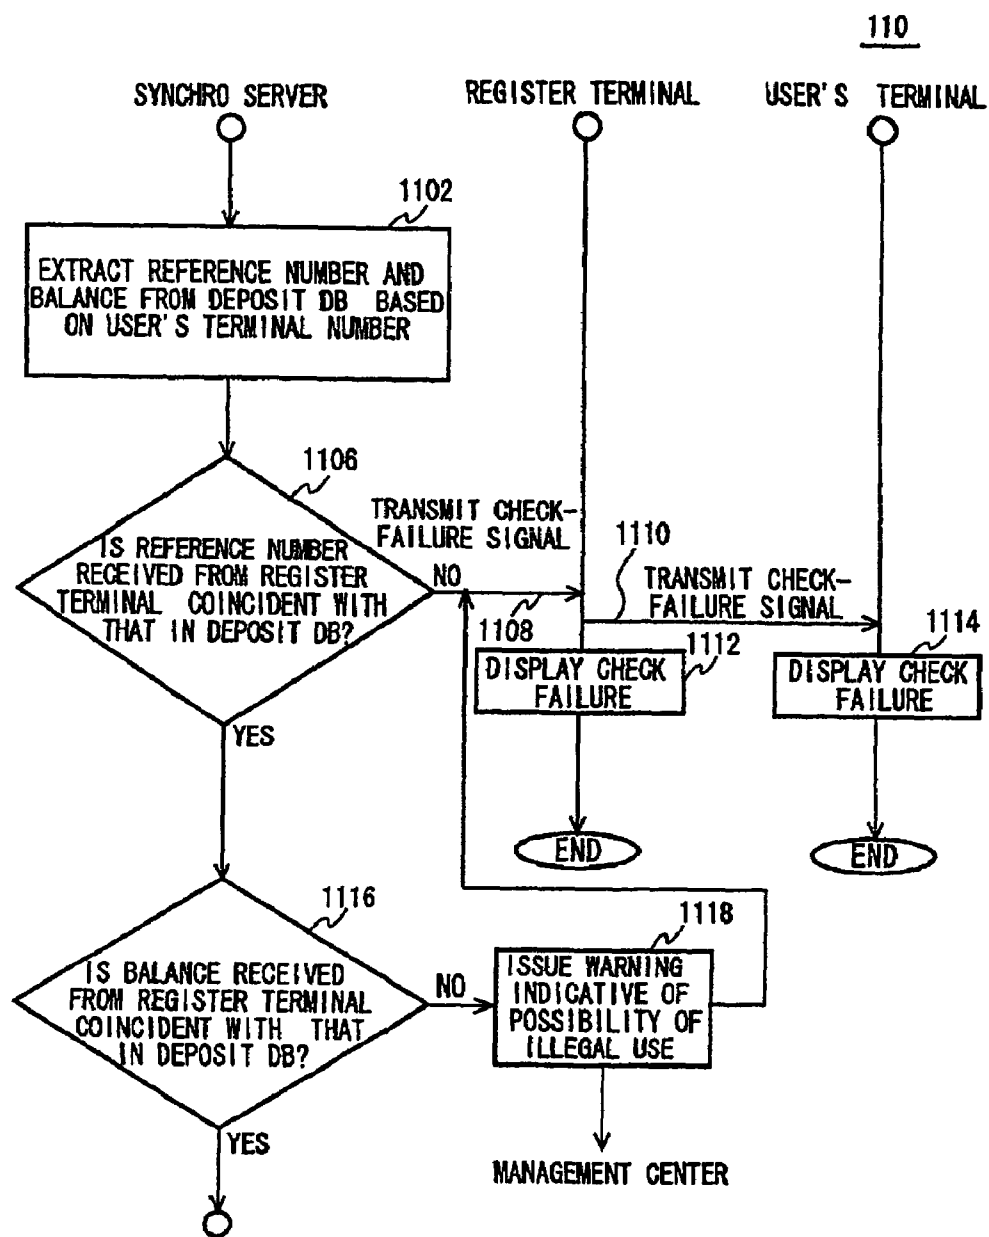 110
SYNCHRO SERVER
REGISTER TERMINAL
USER'S TERMINAL
1102
EXTRACT REFERENCE NUMBER AND
BALANCE FROM DEPOSIT DB BASED
ON USER'S TERMINAL NUMBER
1106
IS REFERENCE NUMBER
RECEIVED FROM REGISTER
TERMINAL COINCIDENT WITH
THAT IN DEPOSIT DB?
NO
YES
TRANSMIT CHECK-
FAILURE SIGNAL
1108
1110
TRANSMIT CHECK-
FAILURE SIGNAL
1112
DISPLAY CHECK
FAILURE
END
1114
DISPLAY CHECK
FAILURE
END
1116
IS BALANCE RECEIVED
FROM REGISTER TERMINAL
COINCIDENT WITH THAT
IN DEPOSIT DB?
NO
YES
1118
ISSUE WARNING
INDICATIVE OF
POSSIBILITY OF
ILLEGAL USE
MANAGEMENT CENTER